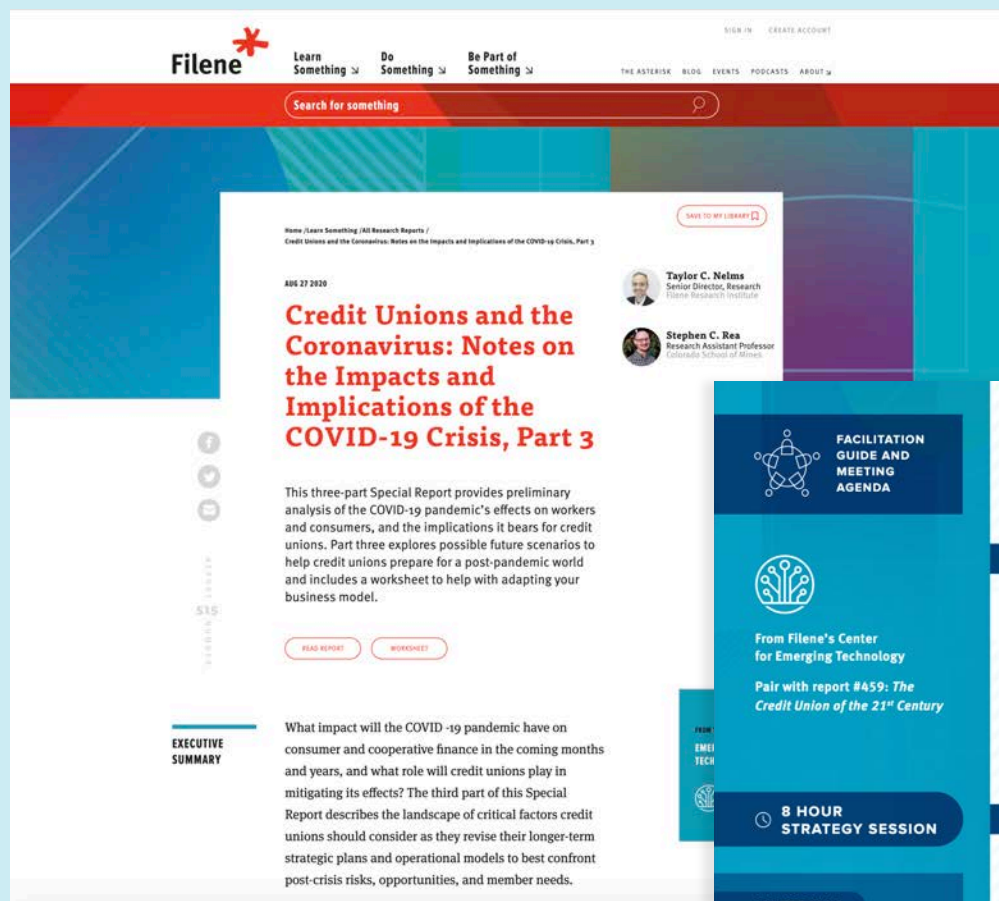 SIGN IN CREATE ACCOUNT
Filene
Learn Something
Do Something
Be Part of Something
THE ASTERISK BLOG EVENTS PODCASTS ABOUT
Search for something
SAVE TO MY LIBRARY
Home /Learn Something /All Research Reports /
Credit Unions and the Coronavirus: Notes on the Impacts and Implications of the COVID-19 Crisis, Part 3
AUG 27 2020
Credit Unions and the
Coronavirus: Notes on
the Impacts and
Implications of the
COVID-19 Crisis, Part 3
Taylor C. Nelms
Senior Director, Research
Filene Research Institute
Stephen C. Rea
Research Assistant Professor
Colorado School of Mines
This three-part Special Report provides preliminary
analysis of the COVID-19 pandemic's effects on workers
and consumers, and the implications it bears for credit
unions. Part three explores possible future scenarios to
help credit unions prepare for a post-pandemic world
and includes a worksheet to help with adapting your
business model.
READ REPORT WORKSHEET
REPORT
515
NUMBER
EXECUTIVE
SUMMARY
What impact will the COVID -19 pandemic have on
consumer and cooperative finance in the coming months
and years, and what role will credit unions play in
mitigating its effects? The third part of this Special
Report describes the landscape of critical factors credit
unions should consider as they revise their longer-term
strategic plans and operational models to best confront
post-crisis risks, opportunities, and member needs.
FACILITATION
GUIDE AND
MEETING
AGENDA
From Filene's Center
for Emerging Technology
Pair with report #459: The
Credit Union of the 21st Century
8 HOUR
STRATEGY SESSION